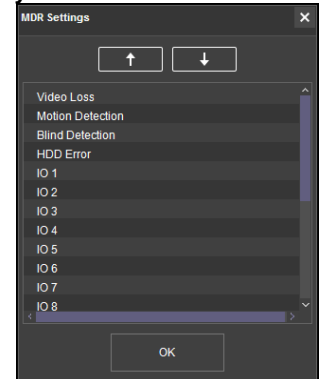 MDR Settings
Video Loss
Motion Detection
Blind Detection
HDD Error
IO 1
IO 2
IO 3
IO 4
IO 5
IO 6
IO 7
IO 8
OK